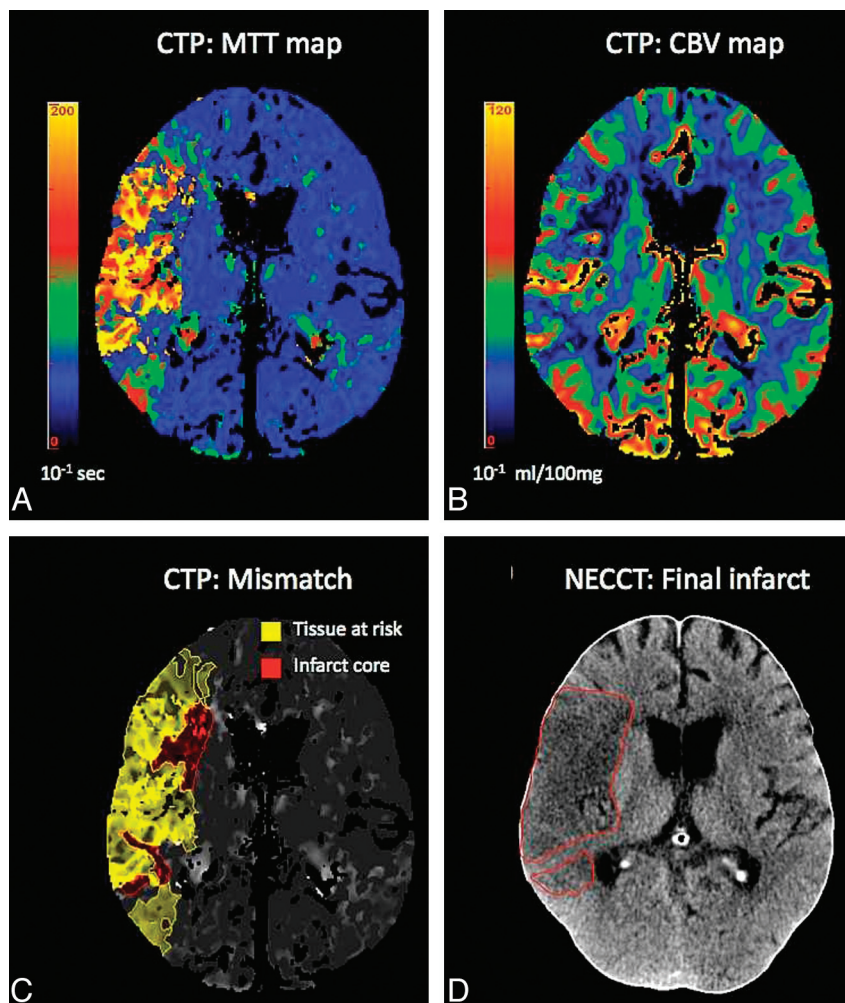 CTP: MTT map
200
0
10⁻¹ sec
A
CTP: CBV map
120
0
10⁻¹ ml/100mg
B
CTP: Mismatch
Tissue at risk
Infarct core
C
NECCT: Final infarct
D